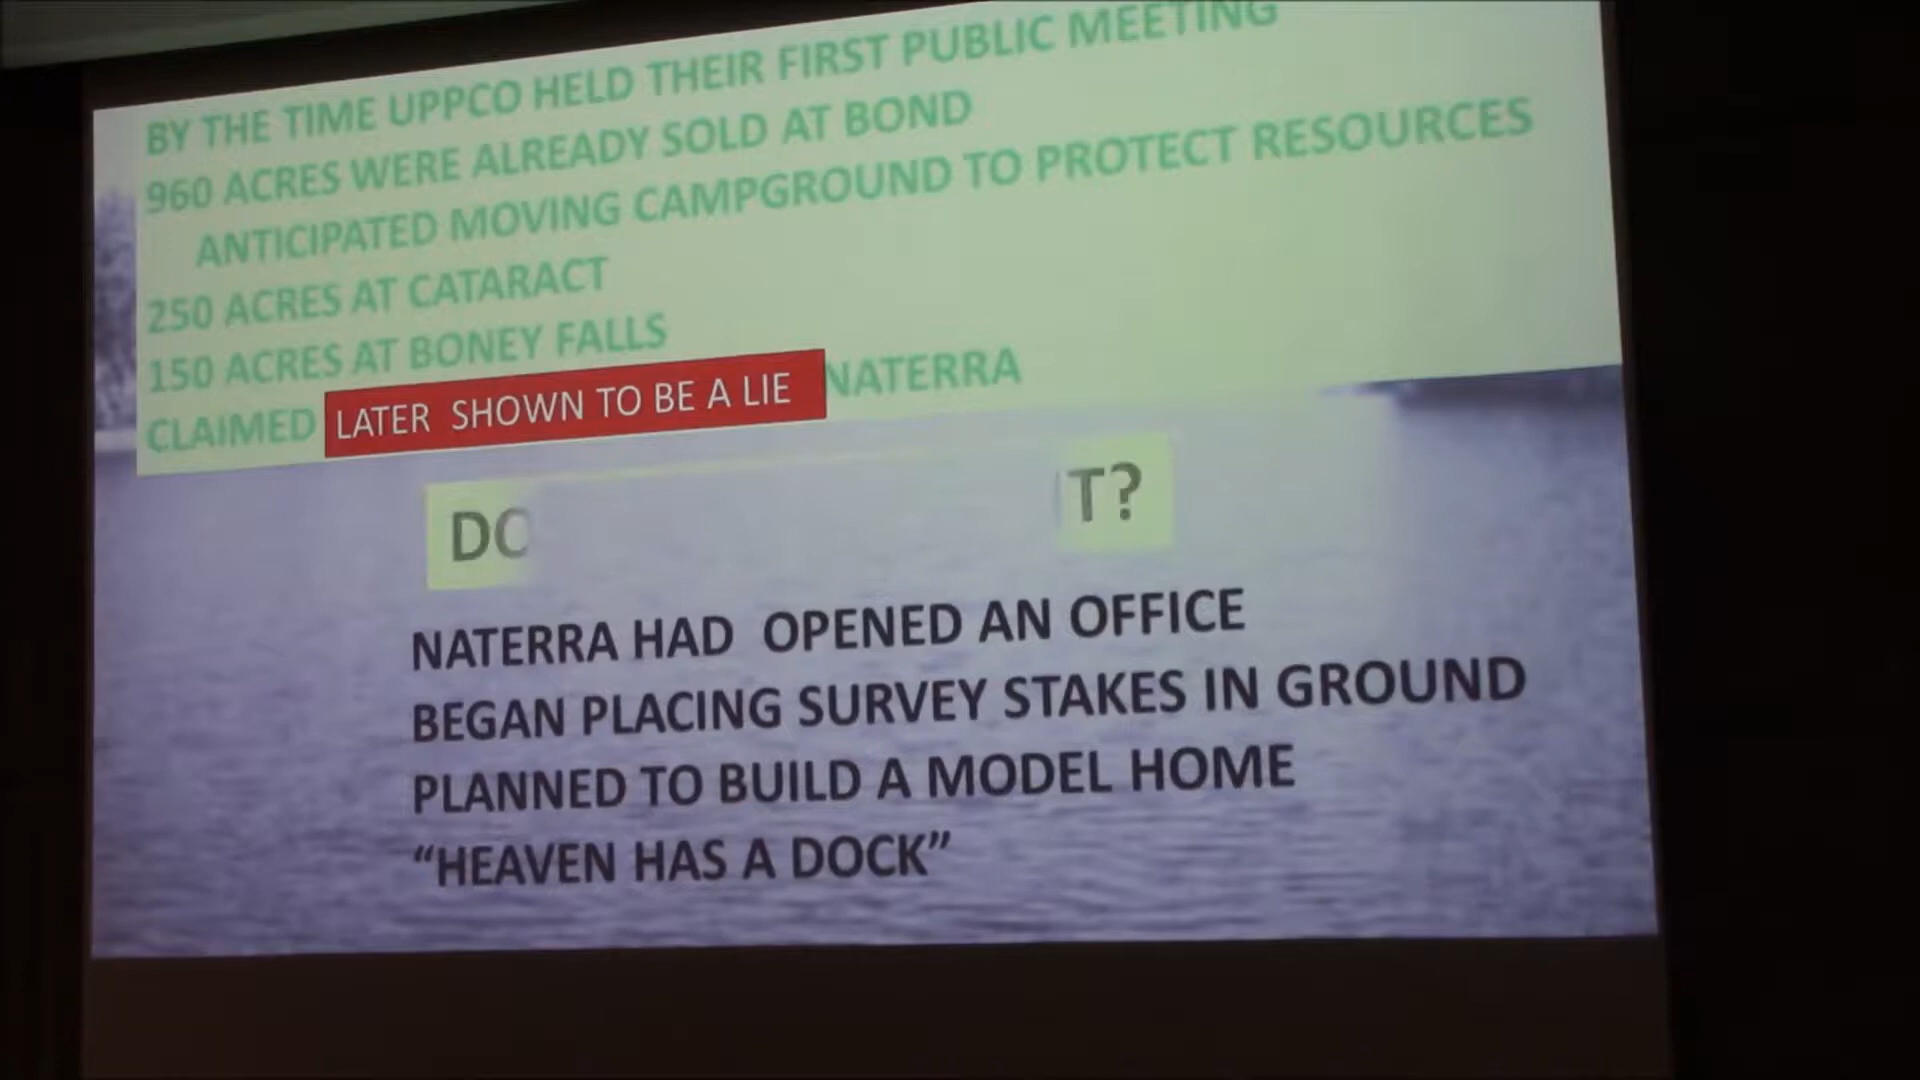 BY THE TIME UPPCO HELD THEIR FIRST PUBLIC MEETING
960 ACRES WERE ALREADY SOLD AT BOND
ANTICIPATED MOVING CAMPGROUND TO PROTECT RESOURCES
250 ACRES AT CATARACT
150 ACRES AT BONEY FALLS
CLAIMED LATER SHOWN TO BE A LIE NATERRA
DO T?
NATERRA HAD OPENED AN OFFICE
BEGAN PLACING SURVEY STAKES IN GROUND
PLANNED TO BUILD A MODEL HOME
“HEAVEN HAS A DOCK”